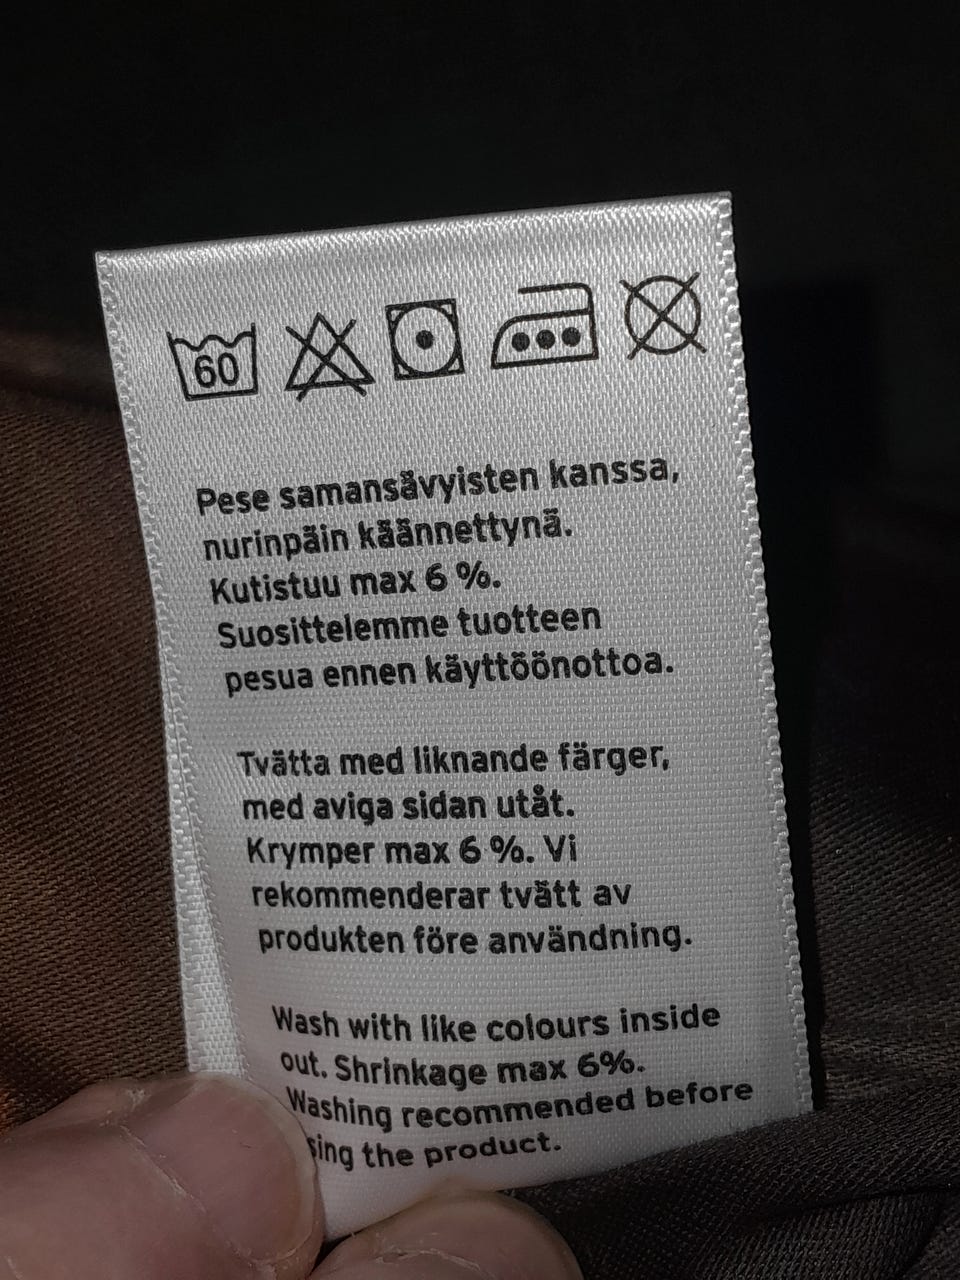 60
Pese samansävyisten kanssa,
nurinpäin käännettynä.
Kutistuu max 6 %.
Suosittelemme tuotteen
pesua ennen käyttöönottoa.
Tvätta med liknande färger,
med aviga sidan utåt.
Krymper max 6 %. Vi
rekommenderar tvätt av
produkten före användning.
Wash with like colours inside
out. Shrinkage max 6%.
Washing recommended before
sing the product.